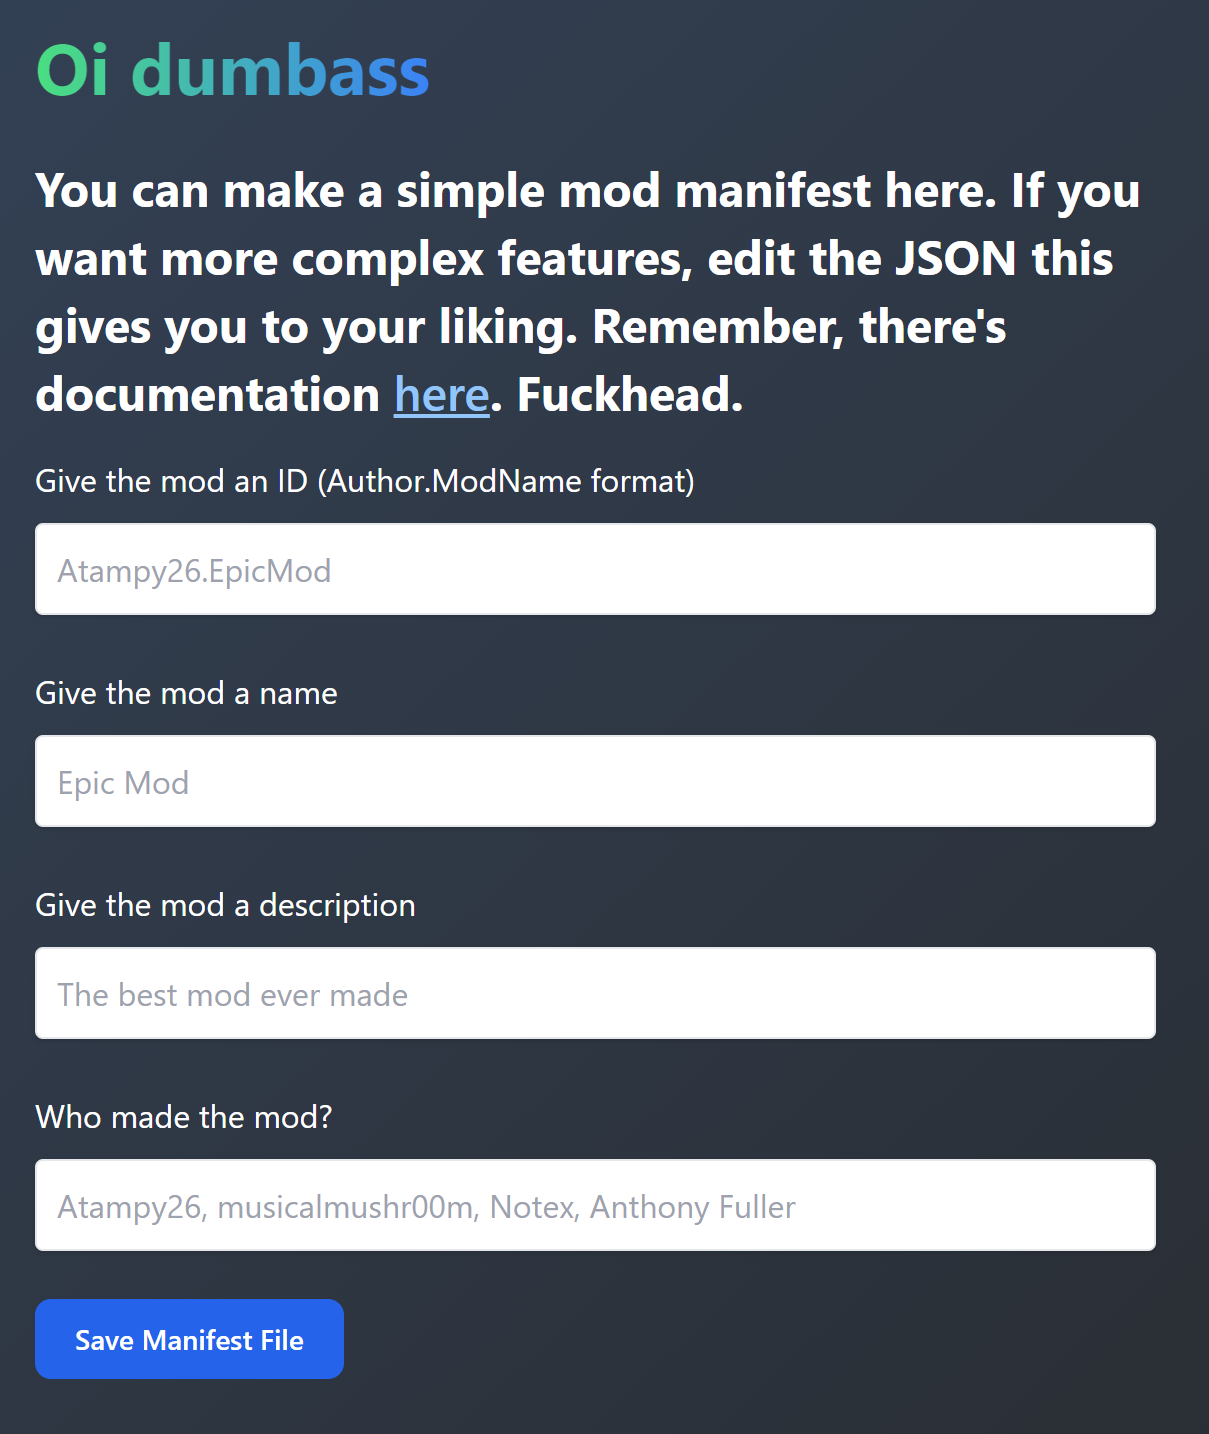 Oi dumbass
You can make a simple mod manifest here. If you
want more complex features, edit the JSON this
gives you to your liking. Remember, there's
documentation here. Fuckhead.
Give the mod an ID (Author.ModName format)
Atampy26.EpicMod
Give the mod a name
Epic Mod
Give the mod a description
The best mod ever made
Who made the mod?
Atampy26, musicalmushr00m, Notex, Anthony Fuller
Save Manifest File